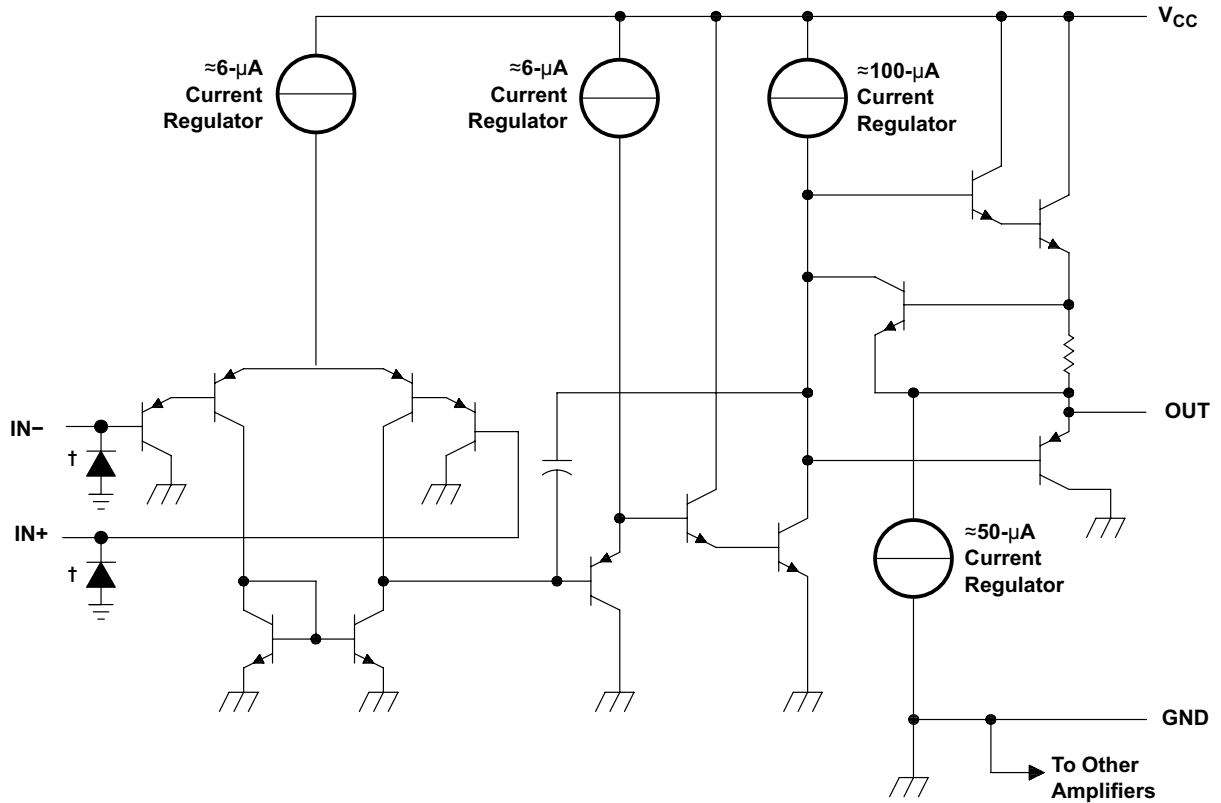 V_CC
≈6-µA
Current
Regulator
≈6-µA
Current
Regulator
≈100-µA
Current
Regulator
IN−
†
OUT
IN+
†
≈50-µA
Current
Regulator
GND
To Other
Amplifiers